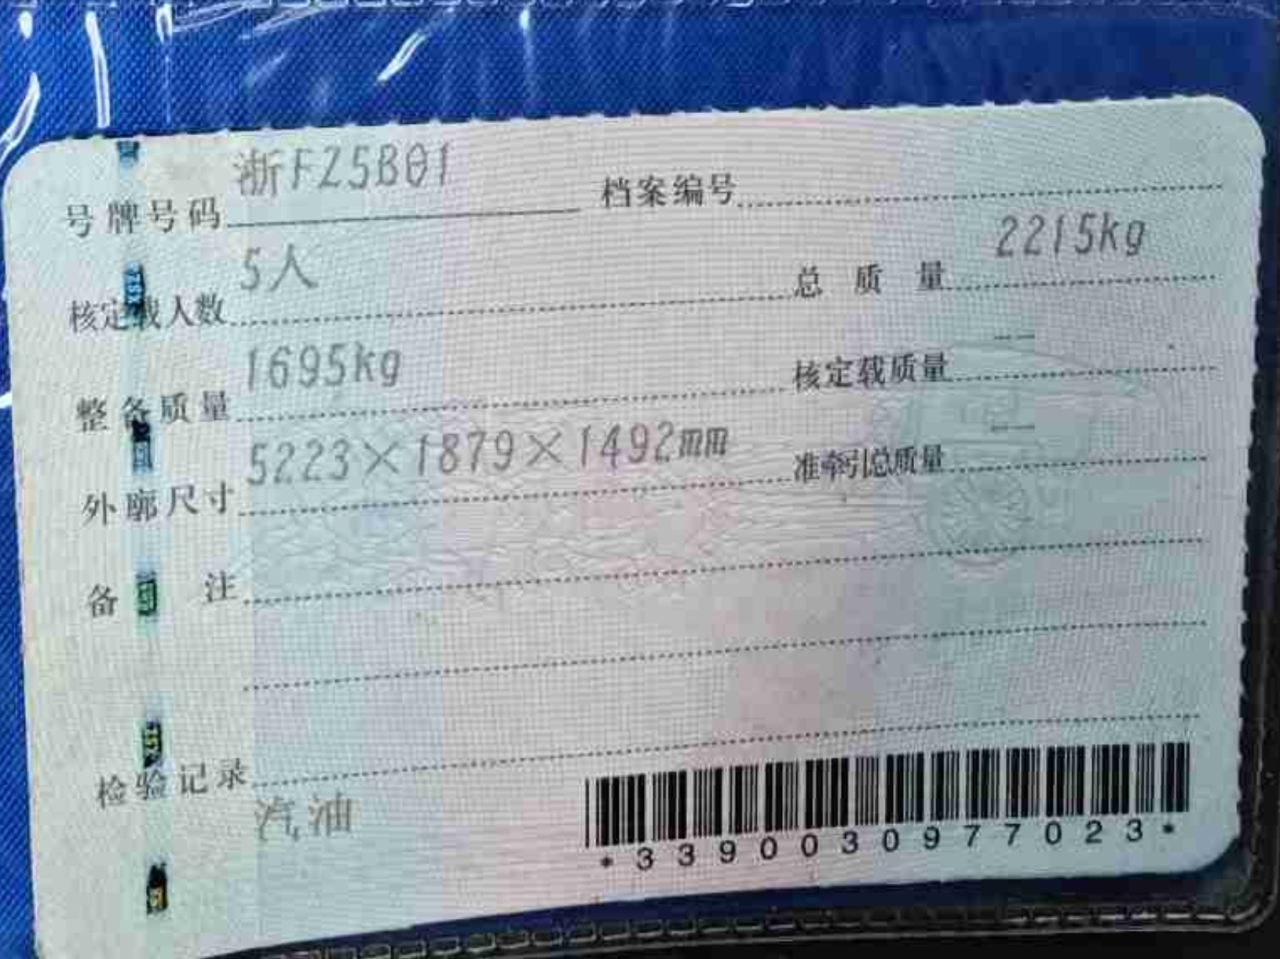 号牌号码 浙FZ5B01 档案编号
核定载人数 5人 总质量 2215kg
整备质量 1695kg 核定载质量 --
外廓尺寸 5223×1879×1492mm 准牵引总质量 --
备注
检验记录 汽油
*3390030977023*